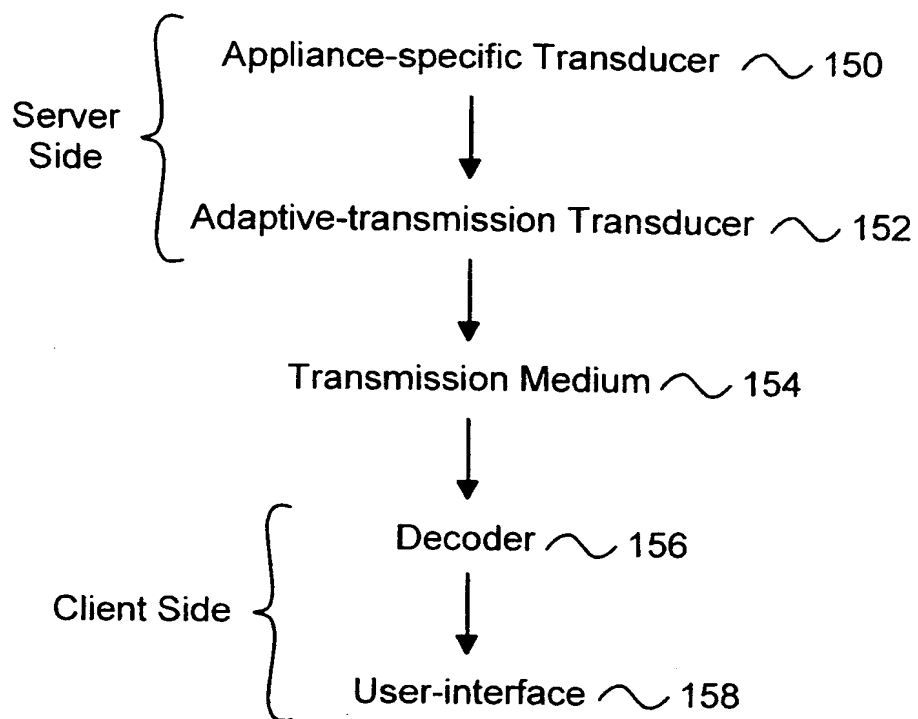 Appliance-specific Transducer 150
Server
Side
Adaptive-transmission Transducer 152
Transmission Medium 154
Decoder 156
Client Side
User-interface 158